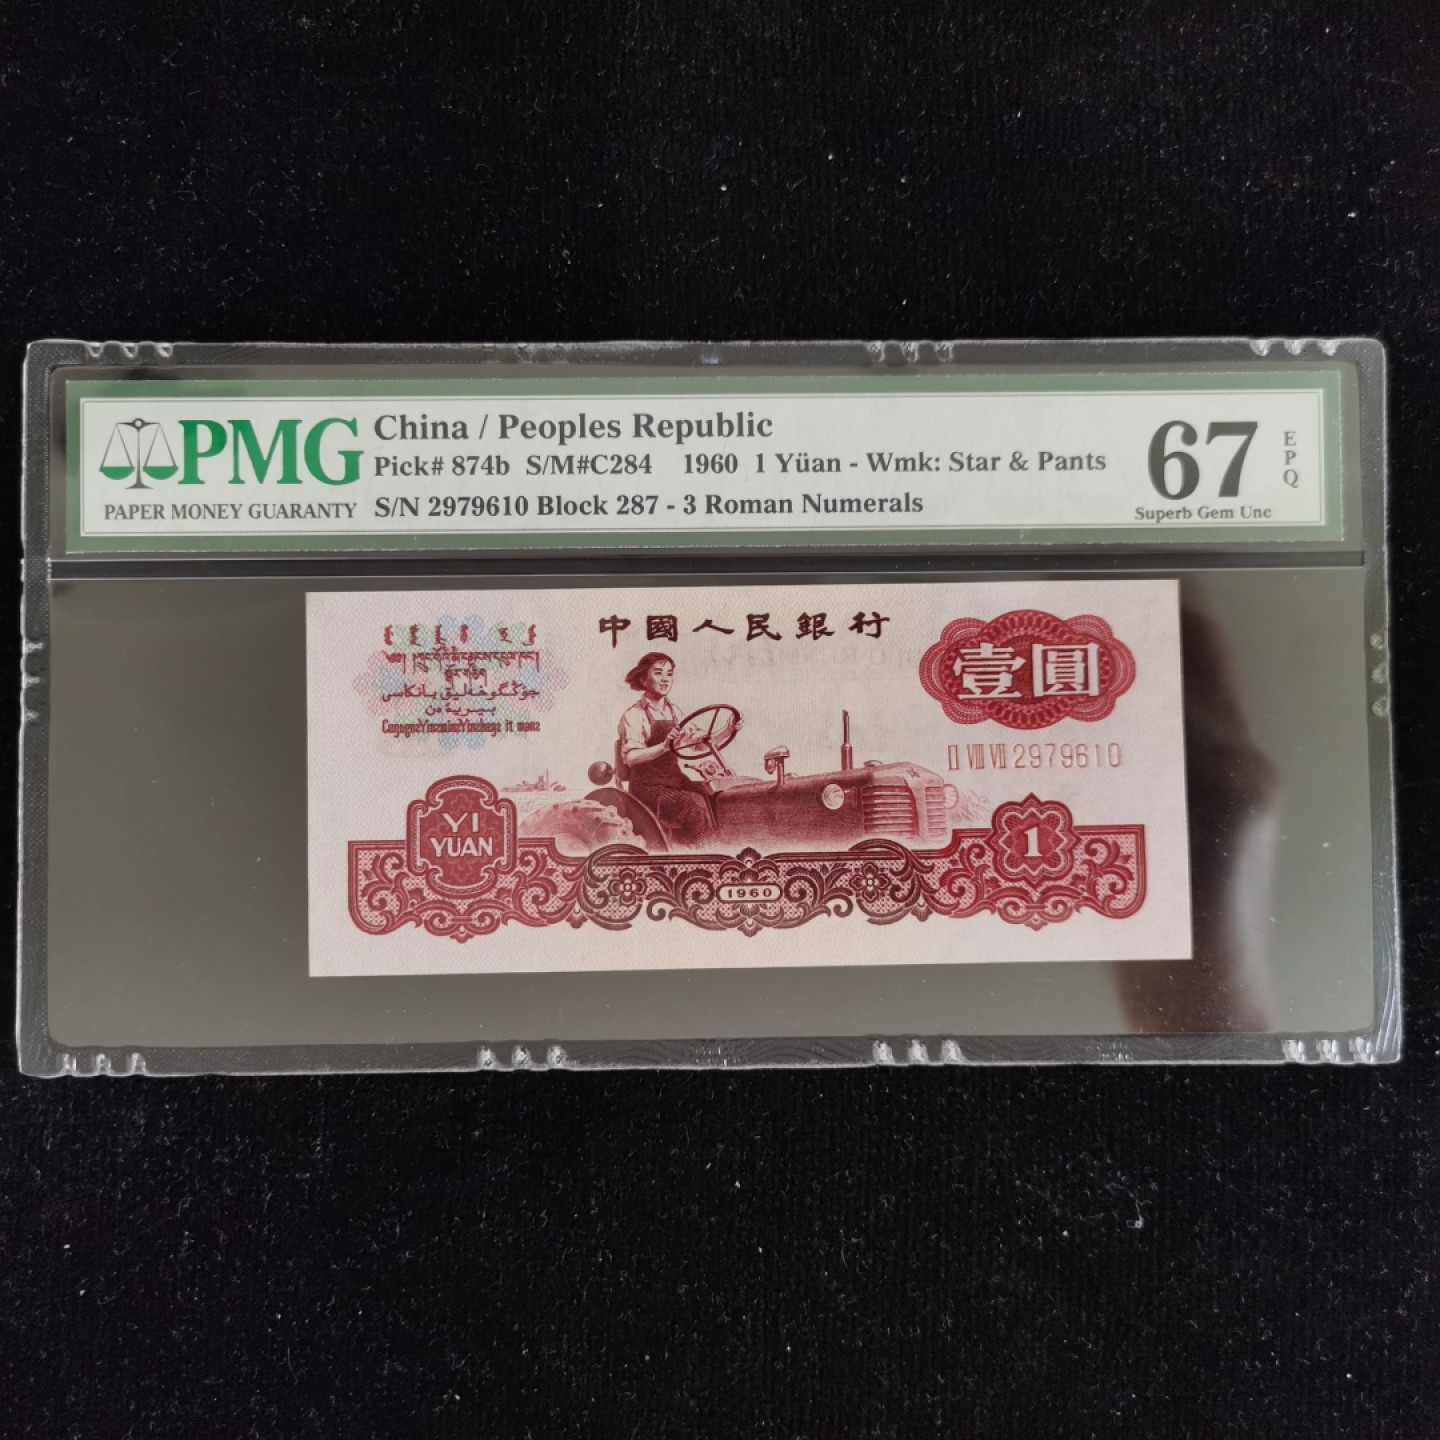 PMG
PAPER MONEY GUARANTY
China / Peoples Republic
Pick# 874b S/M#C284 1960 1 Yüan - Wmk: Star & Pants
S/N 2979610 Block 287 - 3 Roman Numerals
67
EPQ
Superb Gem Unc
中國人民銀行
壹圓
Ⅱ Ⅷ Ⅶ 2979610
YI
YUAN
1960
1